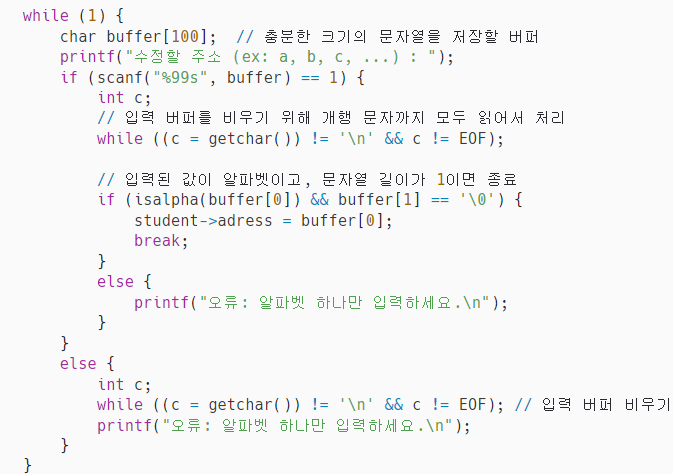 while (1) {
char buffer[100];  // 충분한 크기의 문자열을 저장할 버퍼
printf("수정할 주소 (ex: a, b, c, ...) : ");
if (scanf("%99s", buffer) == 1) {
int c;
// 입력 버퍼를 비우기 위해 개행 문자까지 모두 읽어서 처리
while ((c = getchar()) != '\n' && c != EOF);
// 입력된 값이 알파벳이고, 문자열 길이가 1이면 종료
if (isalpha(buffer[0]) && buffer[1] == '\0') {
student->adress = buffer[0];
break;
}
else {
printf("오류: 알파벳 하나만 입력하세요.\n");
}
}
else {
int c;
while ((c = getchar()) != '\n' && c != EOF); // 입력 버퍼 비우기
printf("오류: 알파벳 하나만 입력하세요.\n");
}
}